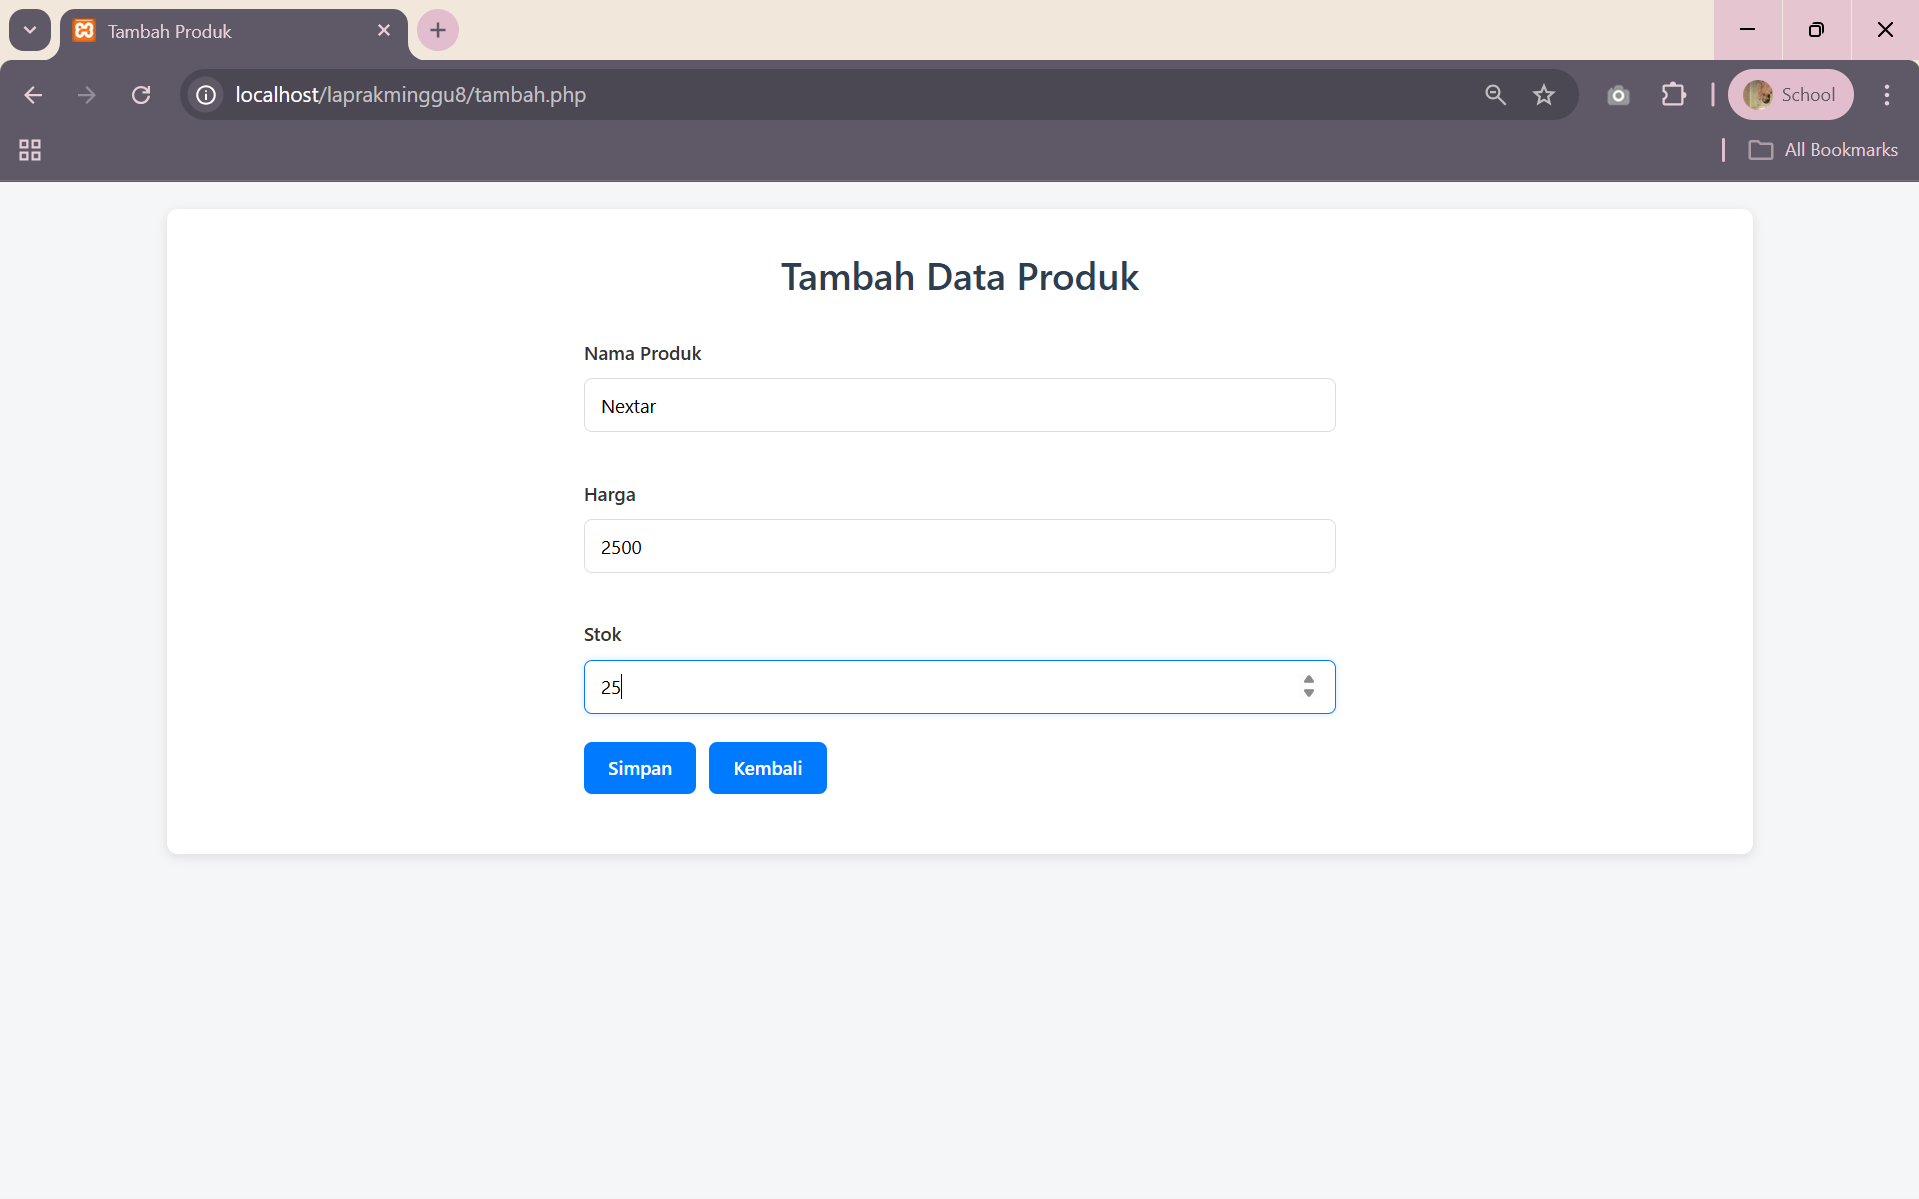 Tambah Produk
localhost/laprakminggu8/tambah.php
School
All Bookmarks
Tambah Data Produk
Nama Produk
Nextar
Harga
2500
Stok
25
Simpan Kembali